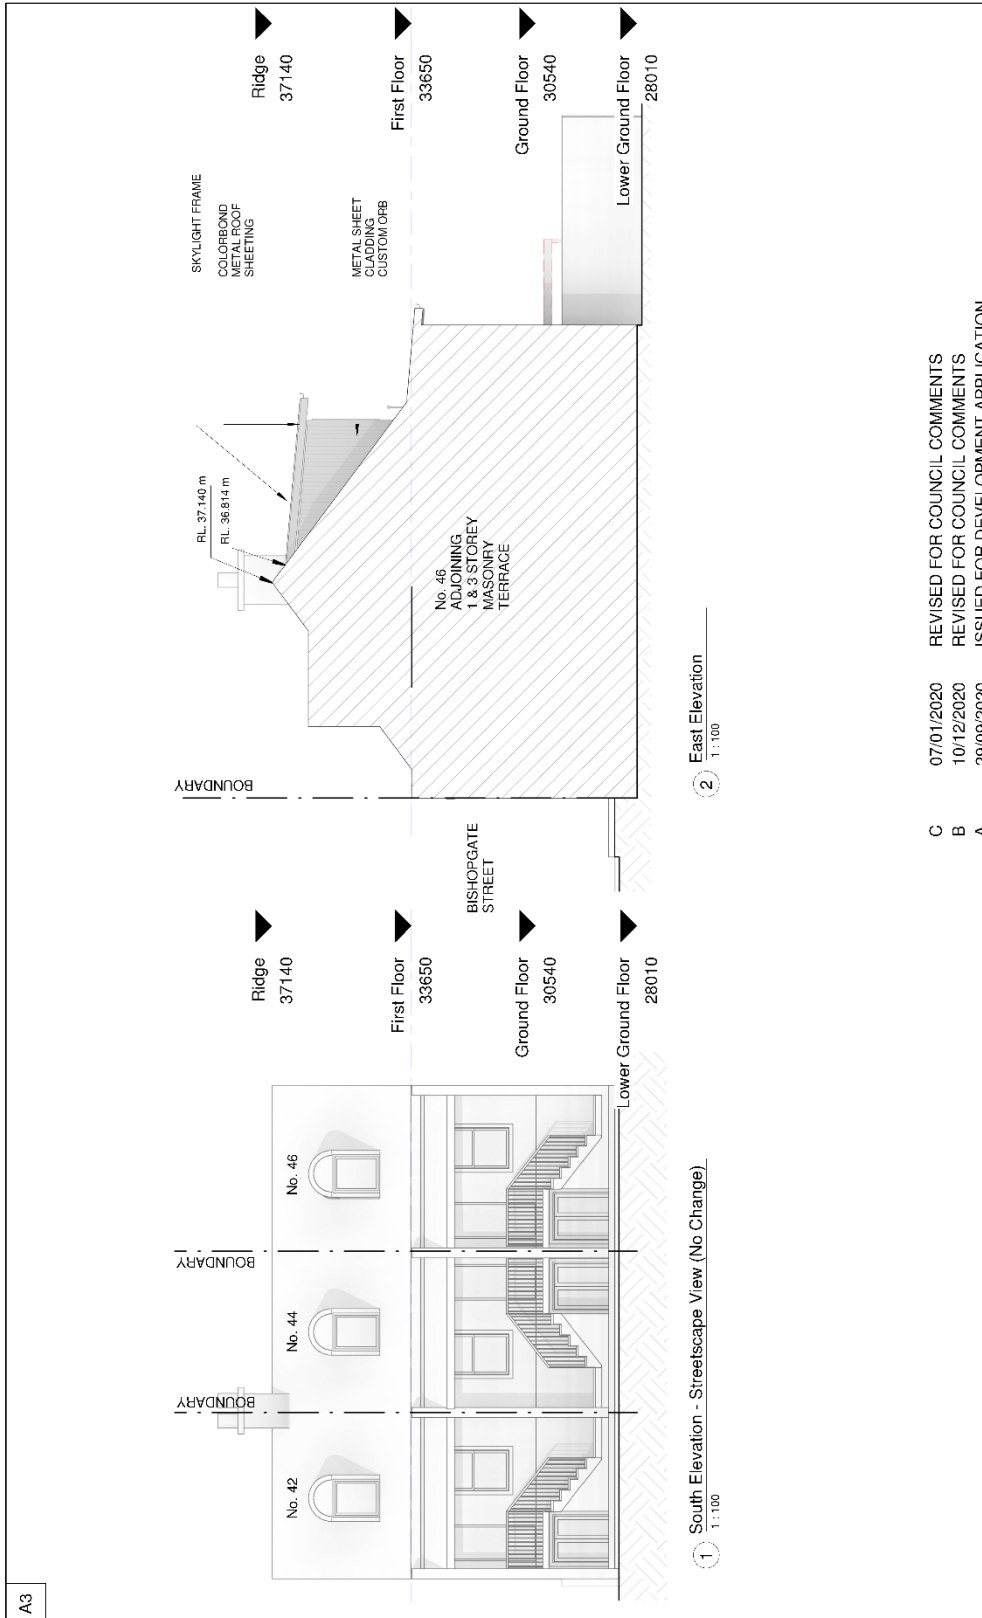 A3
BOUNDARY
BOUNDARY
No. 42
No. 44
No. 46
Ridge
37140
First Floor
33650
Ground Floor
30540
Lower Ground Floor
28010
1
South Elevation - Streetscape View (No Change)
1 : 100
BOUNDARY
BISHOPGATE
STREET
RL. 37.140 m
RL. 36.814 m
SKYLIGHT FRAME
COLORBOND
METAL ROOF
SHEETING
METAL SHEET
CLADDING
CUSTOM ORB
No. 46
ADJOINING
1 & 3 STOREY
MASONRY
TERRACE
Ridge
37140
First Floor
33650
Ground Floor
30540
Lower Ground Floor
28010
2
East Elevation
1 : 100
C 07/01/2020 REVISED FOR COUNCIL COMMENTS
B 10/12/2020 REVISED FOR COUNCIL COMMENTS
A ISSUED FOR DEVELOPMENT APPLICATION